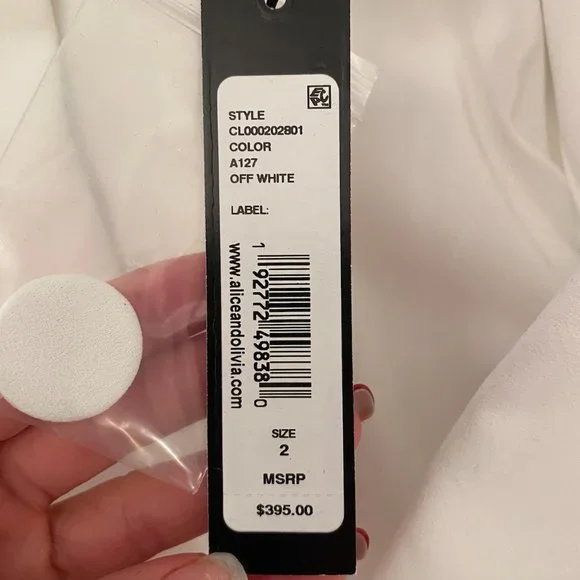 STYLE
CL000202801
COLOR
A127
OFF WHITE
LABEL:
1 92772 49838 0
www.aliceandolivia.com
SIZE
2
MSRP
$395.00